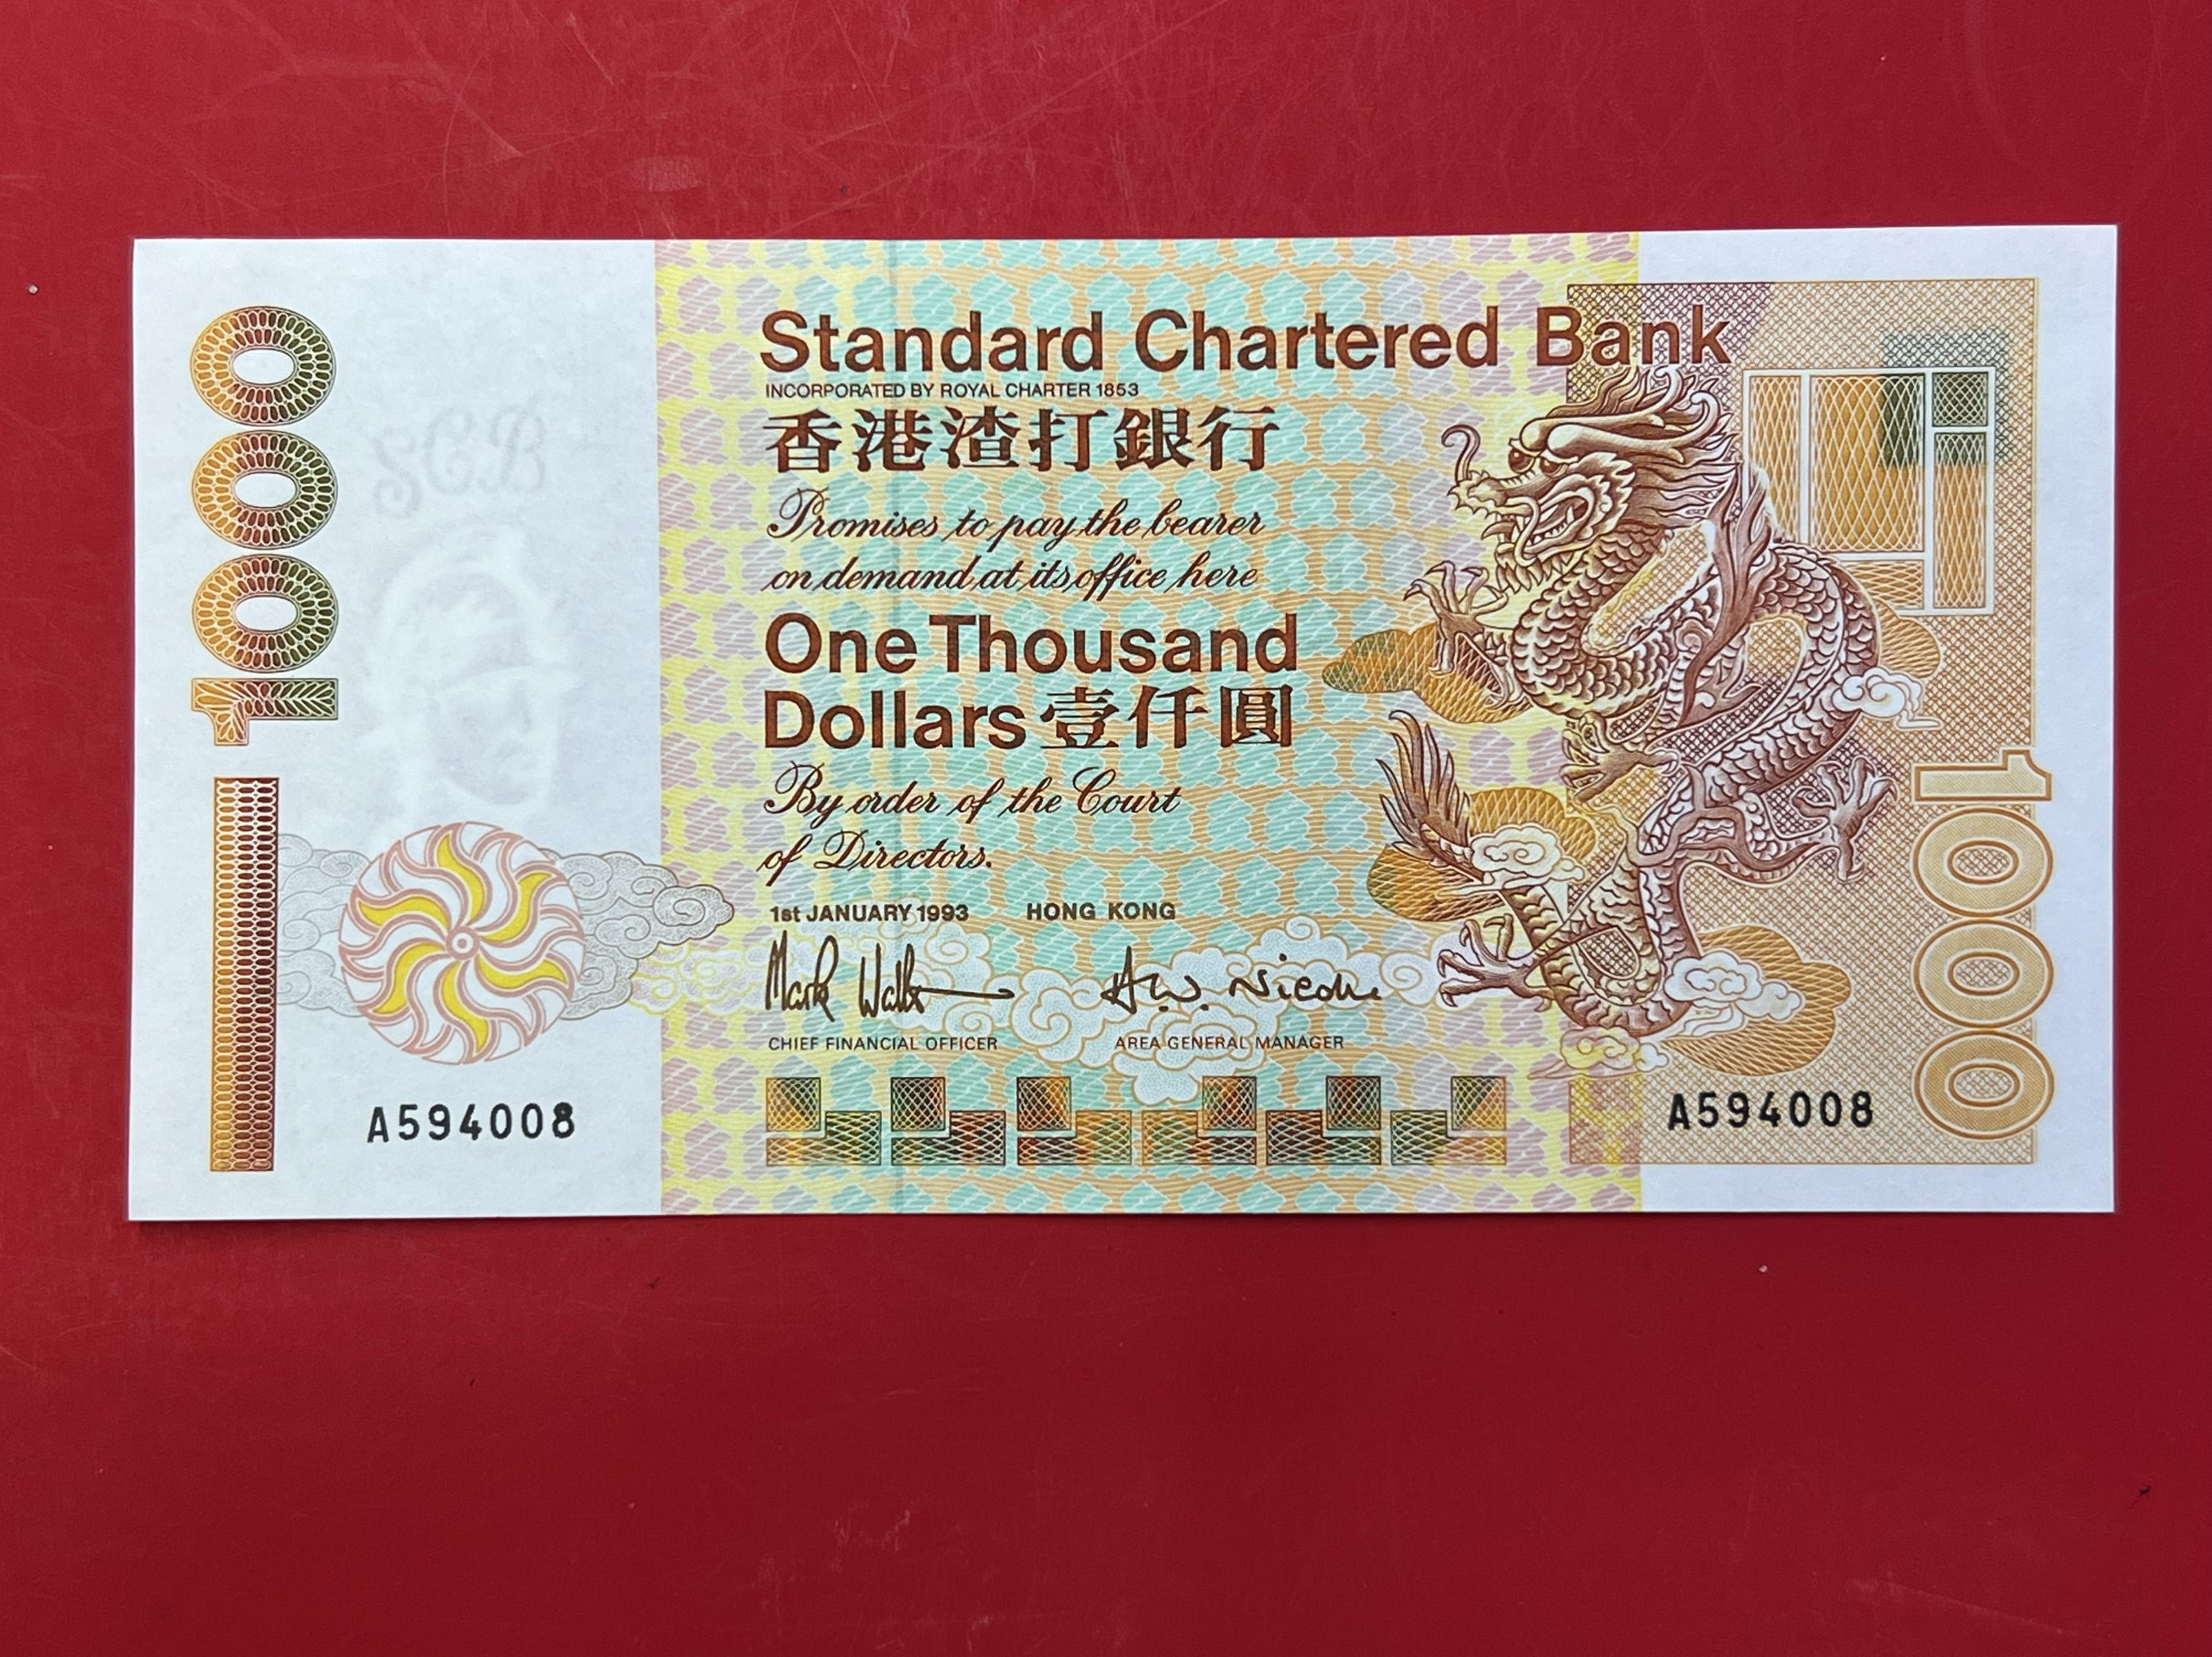 1000
SCB
Standard Chartered Bank
INCORPORATED BY ROYAL CHARTER 1853
香港渣打銀行
Promises to pay the bearer
on demand at its office here
One Thousand
Dollars 壹仟圓
By order of the Court
of Directors.
1st JANUARY 1993 HONG KONG
CHIEF FINANCIAL OFFICER AREA GENERAL MANAGER
A594008
A594008
1000